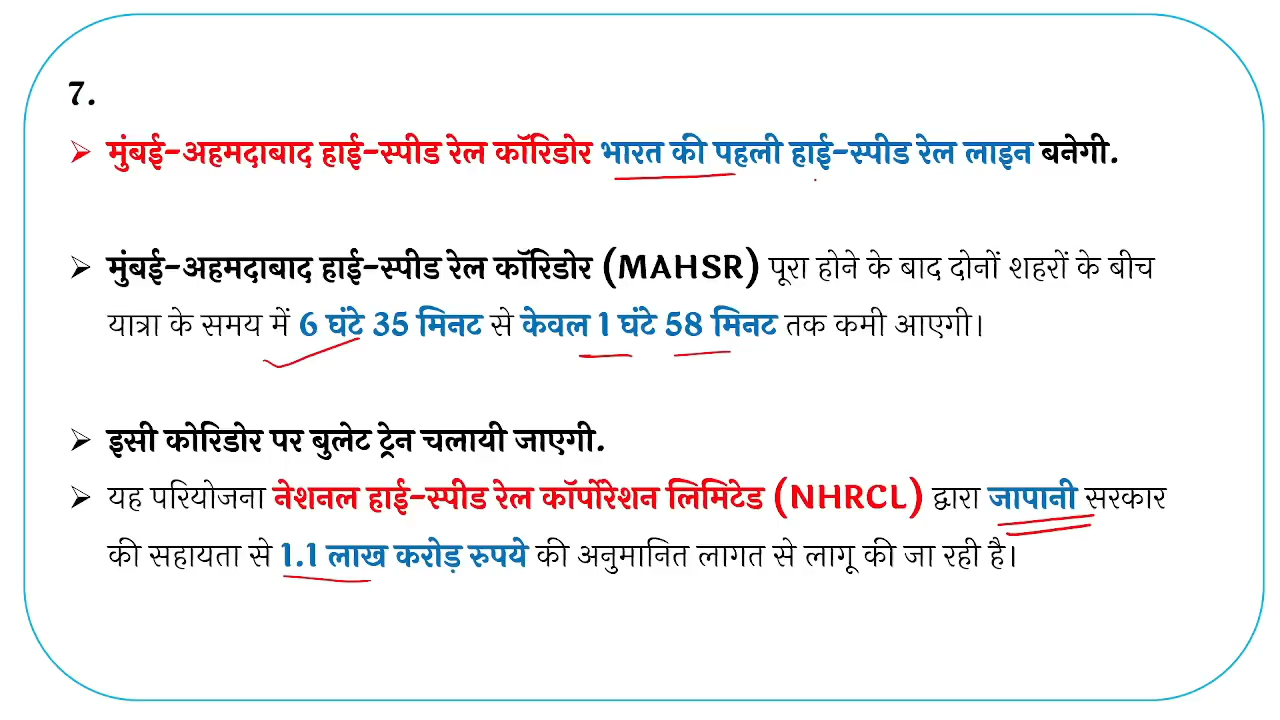 7.
➢ मुंबई-अहमदाबाद हाई-स्पीड रेल कॉरिडोर भारत की पहली हाई-स्पीड रेल लाइन बनेगी.
➢ मुंबई-अहमदाबाद हाई-स्पीड रेल कॉरिडोर (MAHSR) पूरा होने के बाद दोनों शहरों के बीच
यात्रा के समय में 6 घंटे 35 मिनट से केवल 1 घंटे 58 मिनट तक कमी आएगी।
➢ इसी कोरिडोर पर बुलेट ट्रेन चलायी जाएगी.
➢ यह परियोजना नेशनल हाई-स्पीड रेल कॉर्पोरेशन लिमिटेड (NHRCL) द्वारा जापानी सरकार
की सहायता से 1.1 लाख करोड़ रुपये की अनुमानित लागत से लागू की जा रही है।